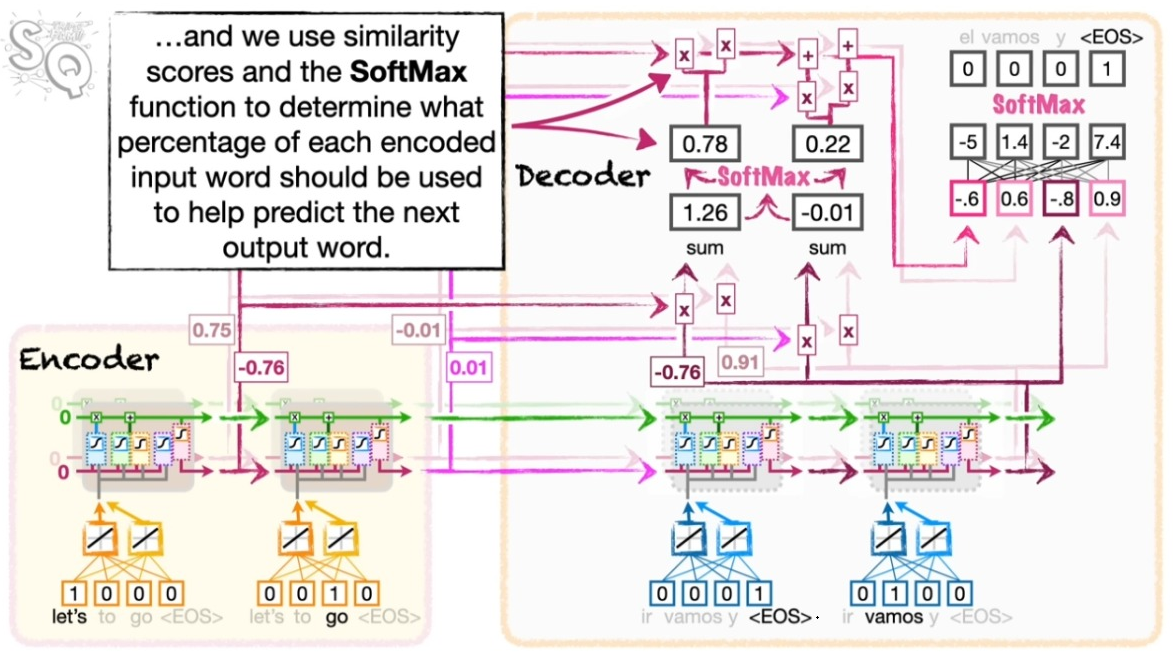 SQ
…and we use similarity
scores and the SoftMax
function to determine what
percentage of each encoded
input word should be used
to help predict the next
output word.
Decoder
x x + +
x x
0.78 0.22
SoftMax
1.26 -0.01
sum sum
x x x x
-0.76 0.91
el vamos y <EOS>
0 0 0 1
SoftMax
-5 1.4 -2 7.4
-.6 0.6 -.8 0.9
Encoder
0.75 -0.01
-0.76 0.01
0
0
0
0
1 0 0 0
let's to go <EOS>
0 0 1 0
let's to go <EOS>
0 0 0 1
ir vamos y <EOS>
0 1 0 0
ir vamos y <EOS>